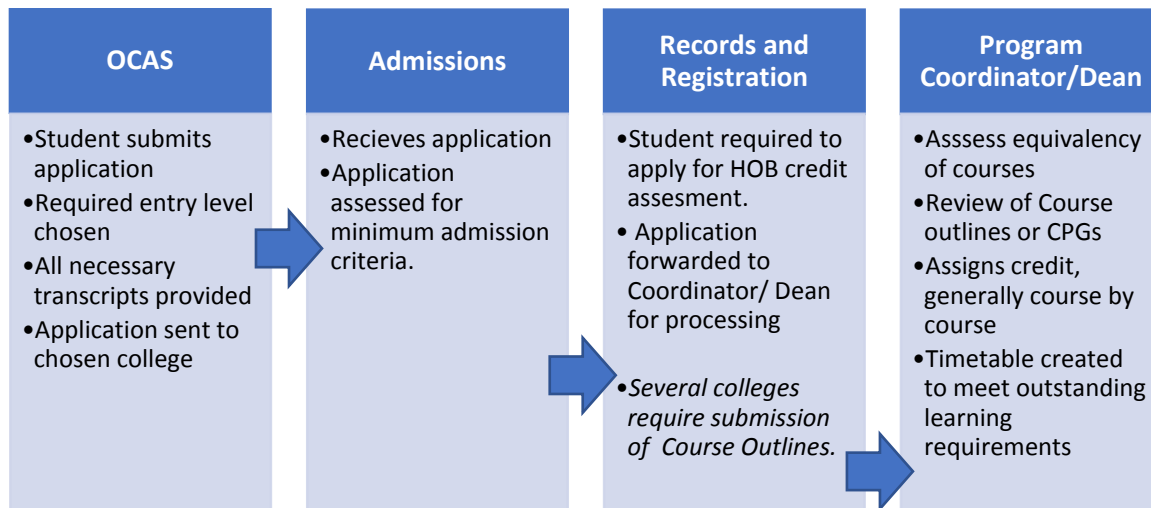 OCAS
•Student submits
application
•Required entry level
chosen
•All necessary
transcripts provided
•Application sent to
chosen college
Admissions
•Recieves application
•Application
assessed for
minimum admission
criteria.
Records and
Registration
•Student required to
apply for HOB credit
assesment.
• Application
forwarded to
Coordinator/ Dean
for processing
•Several colleges
require submission
of Course Outlines.
Program
Coordinator/Dean
•Asssess equivalency
of courses
•Review of Course
outlines or CPGs
•Assigns credit,
generally course by
course
•Timetable created
to meet outstanding
learning
requirements